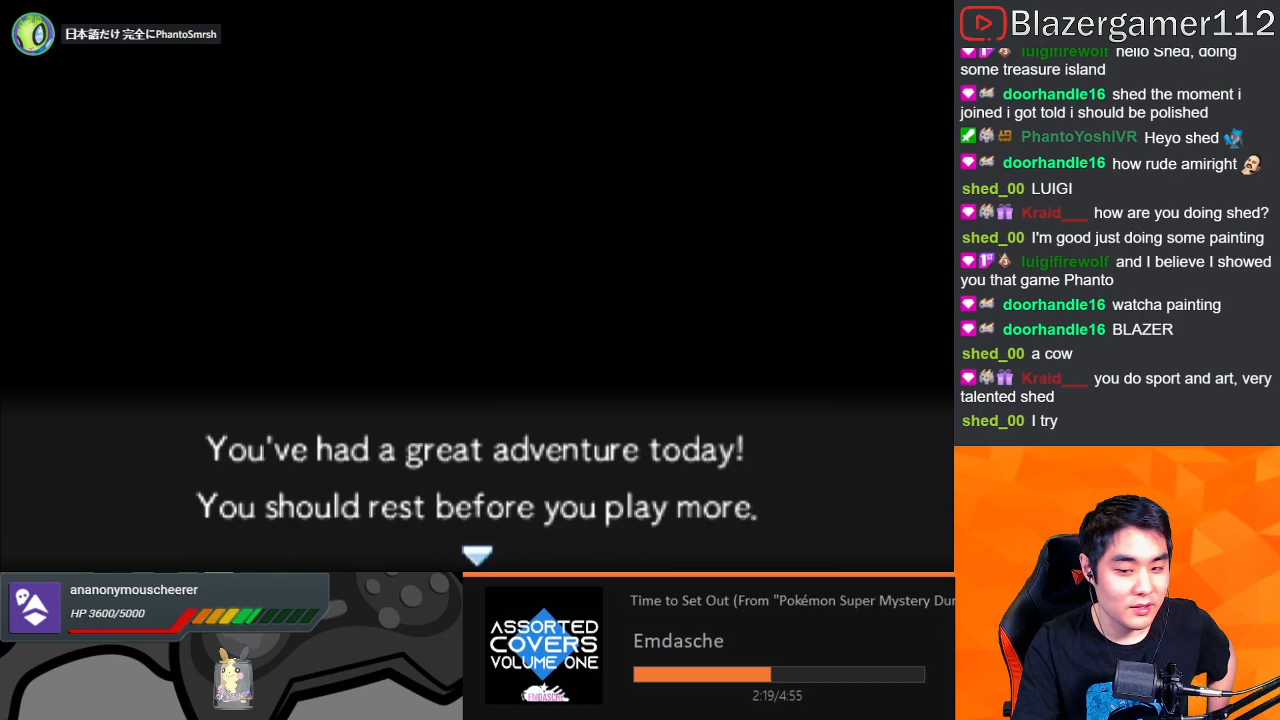 日本語だけ 完全にPhantoSmrsh
Blazergamer112
luigifirewolf hello Shed, doing
some treasure island
doorhandle16 shed the moment i
joined i got told i should be polished
PhantoYoshiVR Heyo shed
doorhandle16 how rude amiright
shed_00 LUIGI
Kraid___ how are you doing shed?
shed_00 I'm good just doing some painting
luigifirewolf and I believe I showed
you that game Phanto
doorhandle16 watcha painting
doorhandle16 BLAZER
shed_00 a cow
Kraid___ you do sport and art, very
talented shed
shed_00 I try
You've had a great adventure today!
You should rest before you play more.
ananonymouscheerer
HP 3600/5000
ASSORTED
COVERS
VOLUME ONE
EMDASCHE
Time to Set Out (From "Pokémon Super Mystery Dun
Emdasche
2:19/4:55